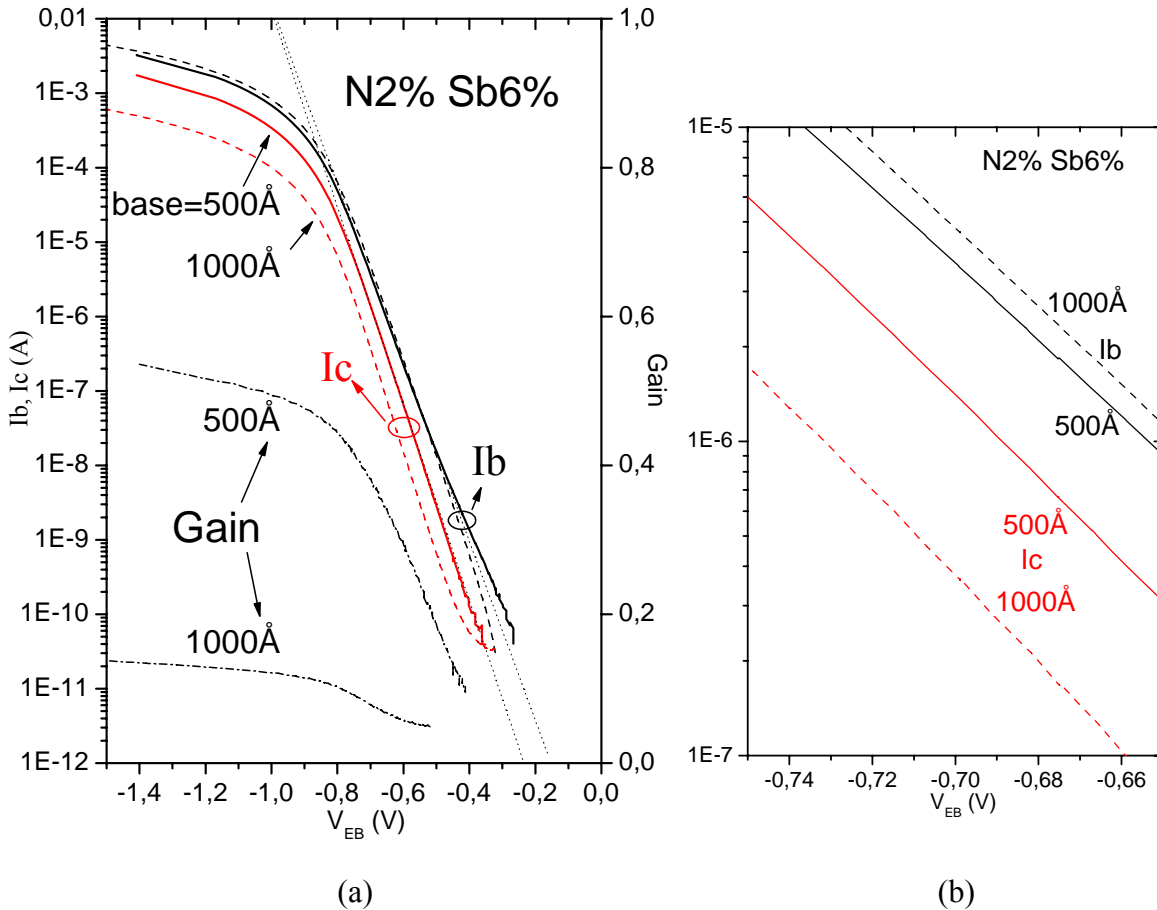 0,01
1E-3
1E-4
1E-5
1E-6
1E-7
1E-8
1E-9
1E-10
1E-11
1E-12
Ib, Ic (A)
-1,4
-1,2
-1,0
-0,8
-0,6
-0,4
-0,2
0,0
V_EB (V)
1,0
0,8
0,6
0,4
0,2
0,0
Gain
N2% Sb6%
base=500Å
1000Å
Ic
Ib
500Å
Gain
1000Å
(a)
1E-5
1E-6
1E-7
N2% Sb6%
1000Å
Ib
500Å
500Å
Ic
1000Å
-0,74
-0,72
-0,70
-0,68
-0,66
V_EB (V)
(b)